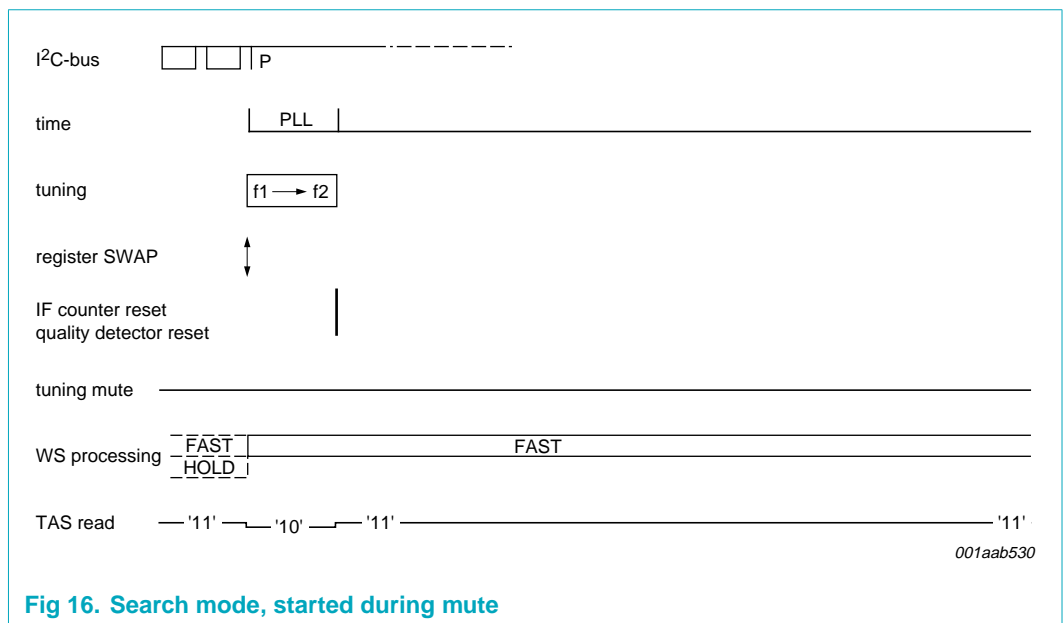 I2C-bus P
time PLL
tuning f1 f2
register SWAP
IF counter reset
quality detector reset
tuning mute
FAST FAST
WS processing
HOLD
TAS read '11' '10' '11' '11'
001aab530
Fig 16. Search mode, started during mute